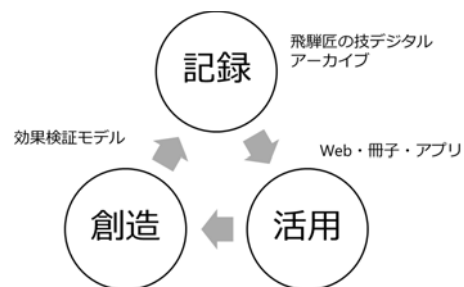 記録
飛騨匠の技デジタル
アーカイブ
効果検証モデル
Web・冊子・アプリ
創造
活用